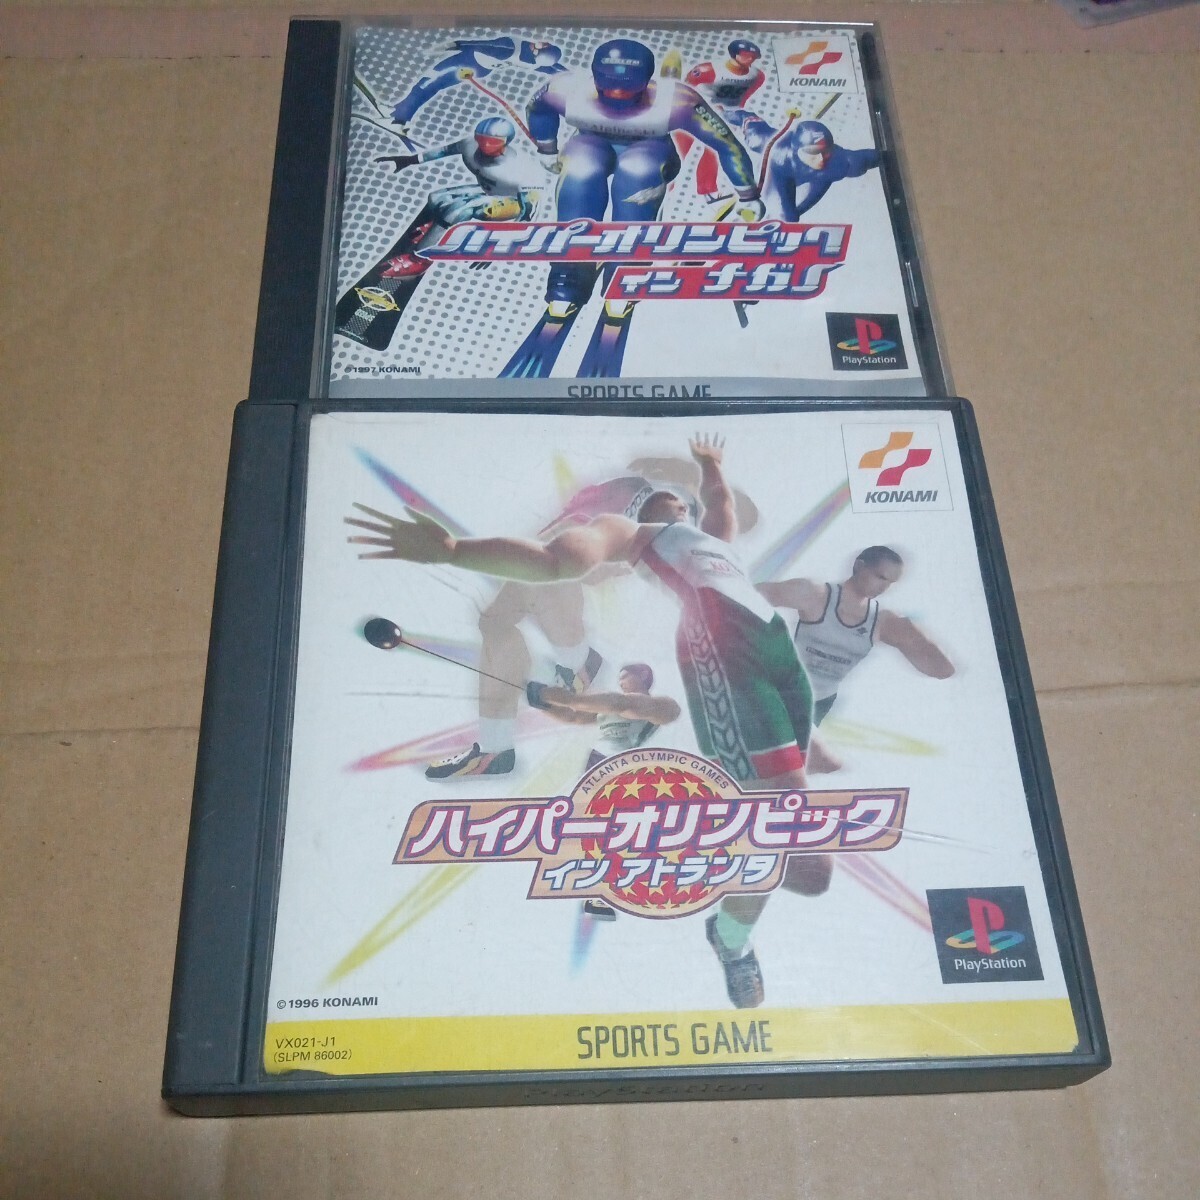 KONAMI
SPEED
ハイパーオリンピック
イン ナガノ
PlayStation
©1997 KONAMI
SPORTS GAME
KONAMI
ATLANTA OLYMPIC GAMES
ハイパーオリンピック
イン アトランタ
PlayStation
©1996 KONAMI
VX021-J1
(SLPM 86002)
SPORTS GAME
PlayStation